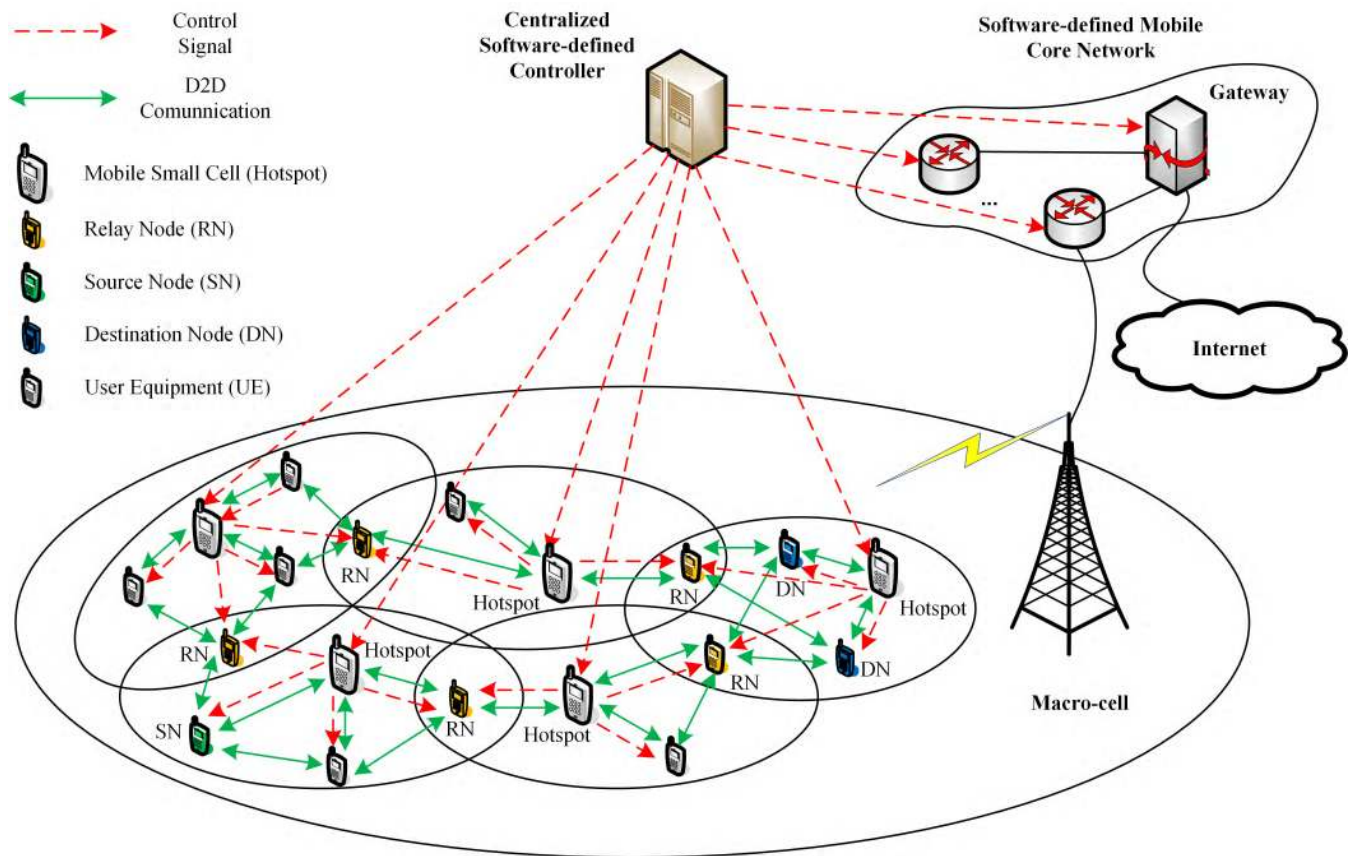 Control
Signal
D2D
Comunnication
Mobile Small Cell (Hotspot)
Relay Node (RN)
Source Node (SN)
Destination Node (DN)
User Equipment (UE)
Centralized
Software-defined
Controller
Software-defined Mobile
Core Network
Gateway
...
Internet
RN
Hotspot
RN
DN
Hotspot
RN
Hotspot
RN
DN
SN
RN
Hotspot
Macro-cell